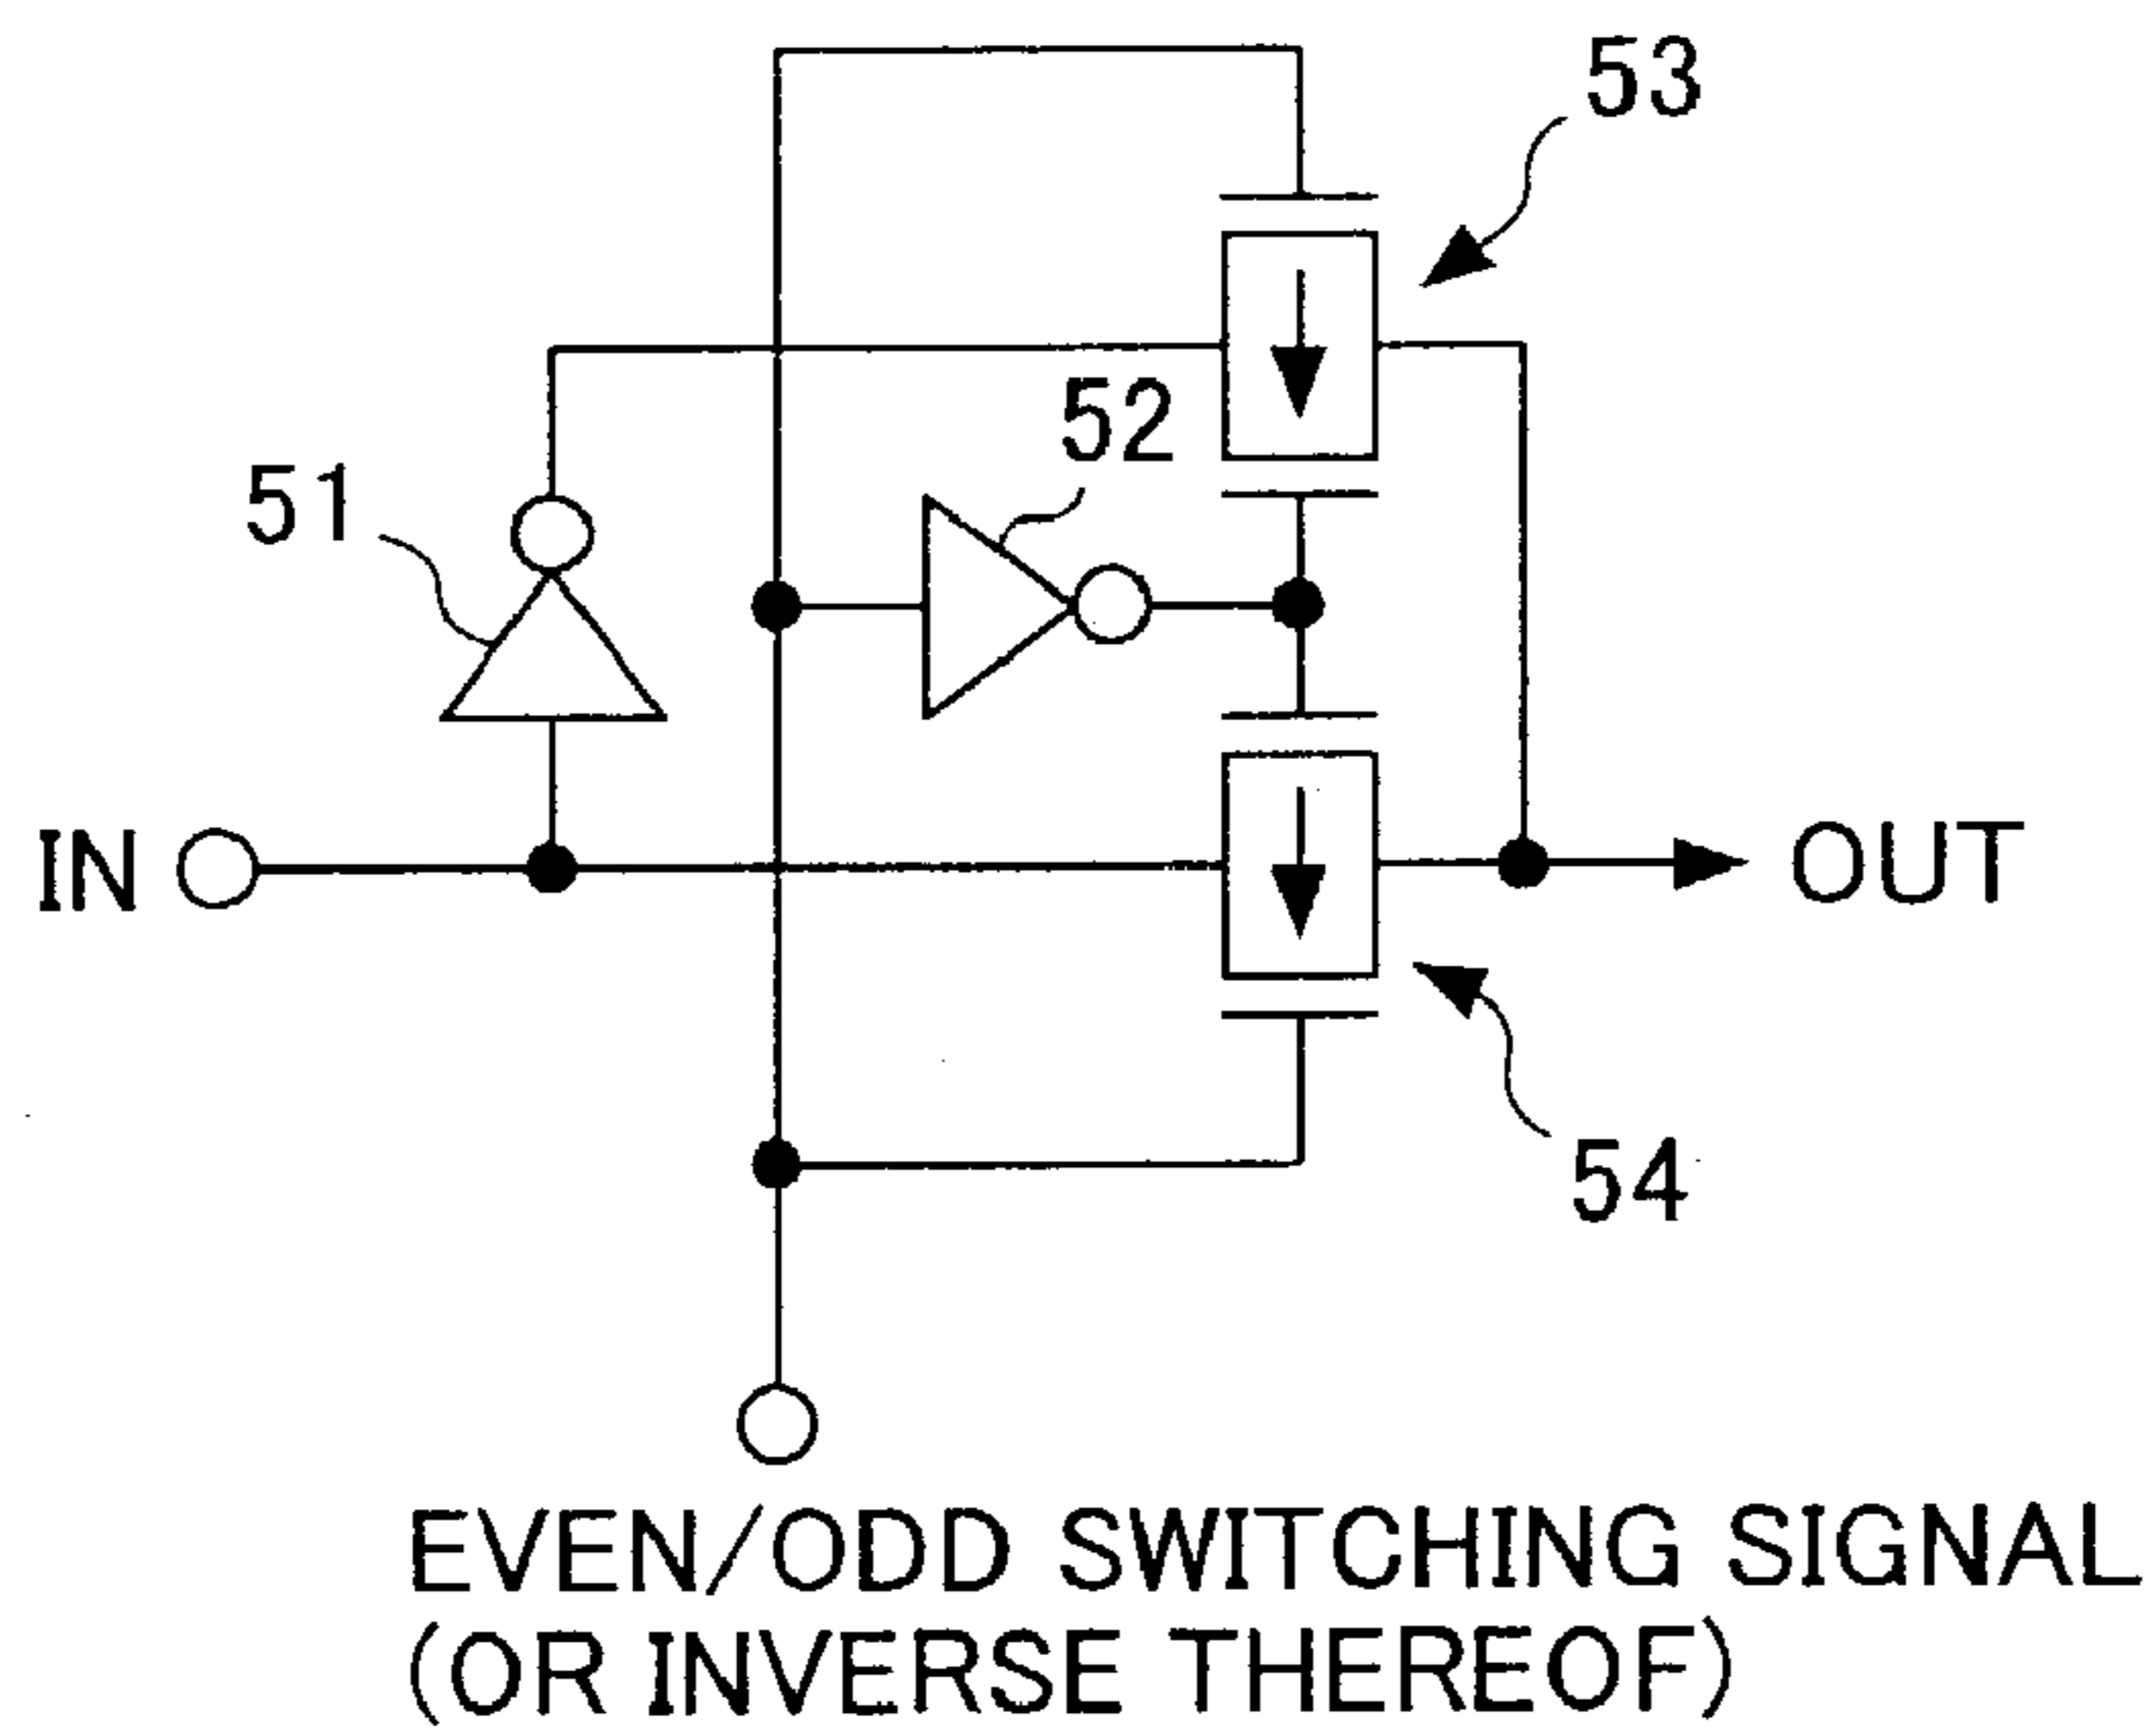 53
52
51
IN
OUT
54
EVEN/ODD SWITCHING SIGNAL
(OR INVERSE THEREOF)